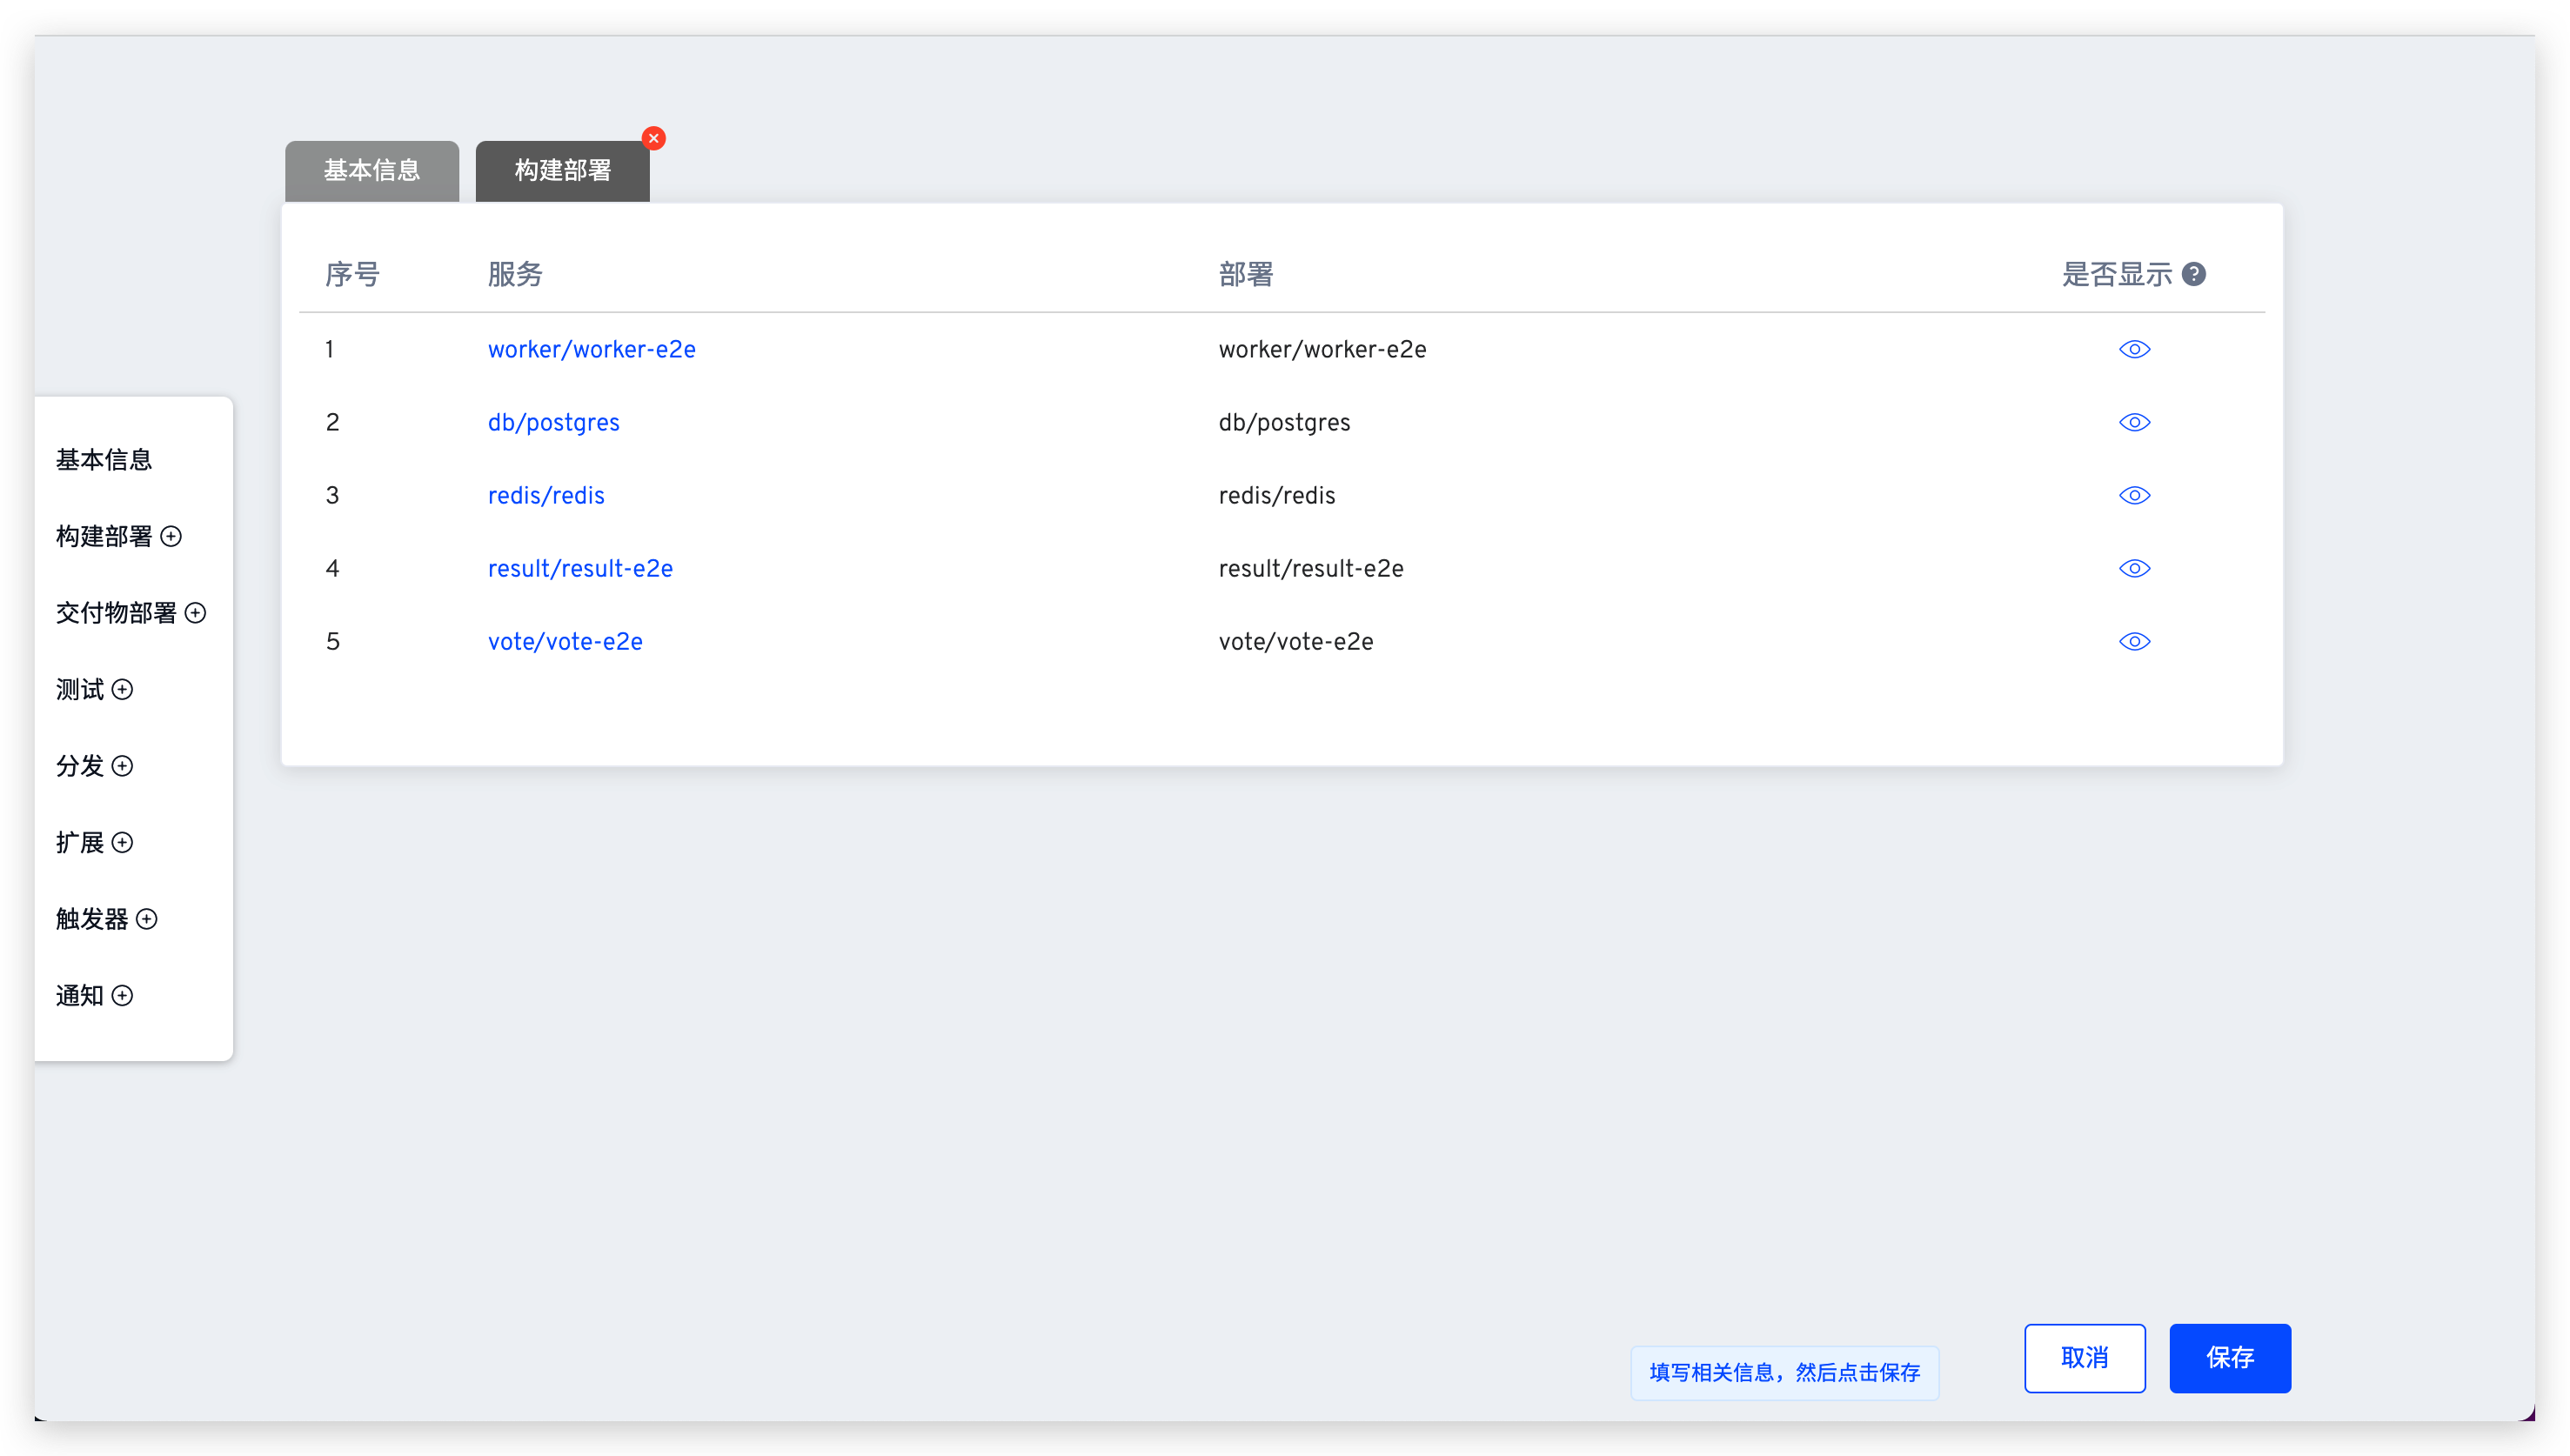 基本信息 构建部署
序号 服务 部署 是否显示
1 worker/worker-e2e worker/worker-e2e
2 db/postgres db/postgres
3 redis/redis redis/redis
4 result/result-e2e result/result-e2e
5 vote/vote-e2e vote/vote-e2e
基本信息
构建部署
交付物部署
测试
分发
扩展
触发器
通知
填写相关信息，然后点击保存
取消
保存